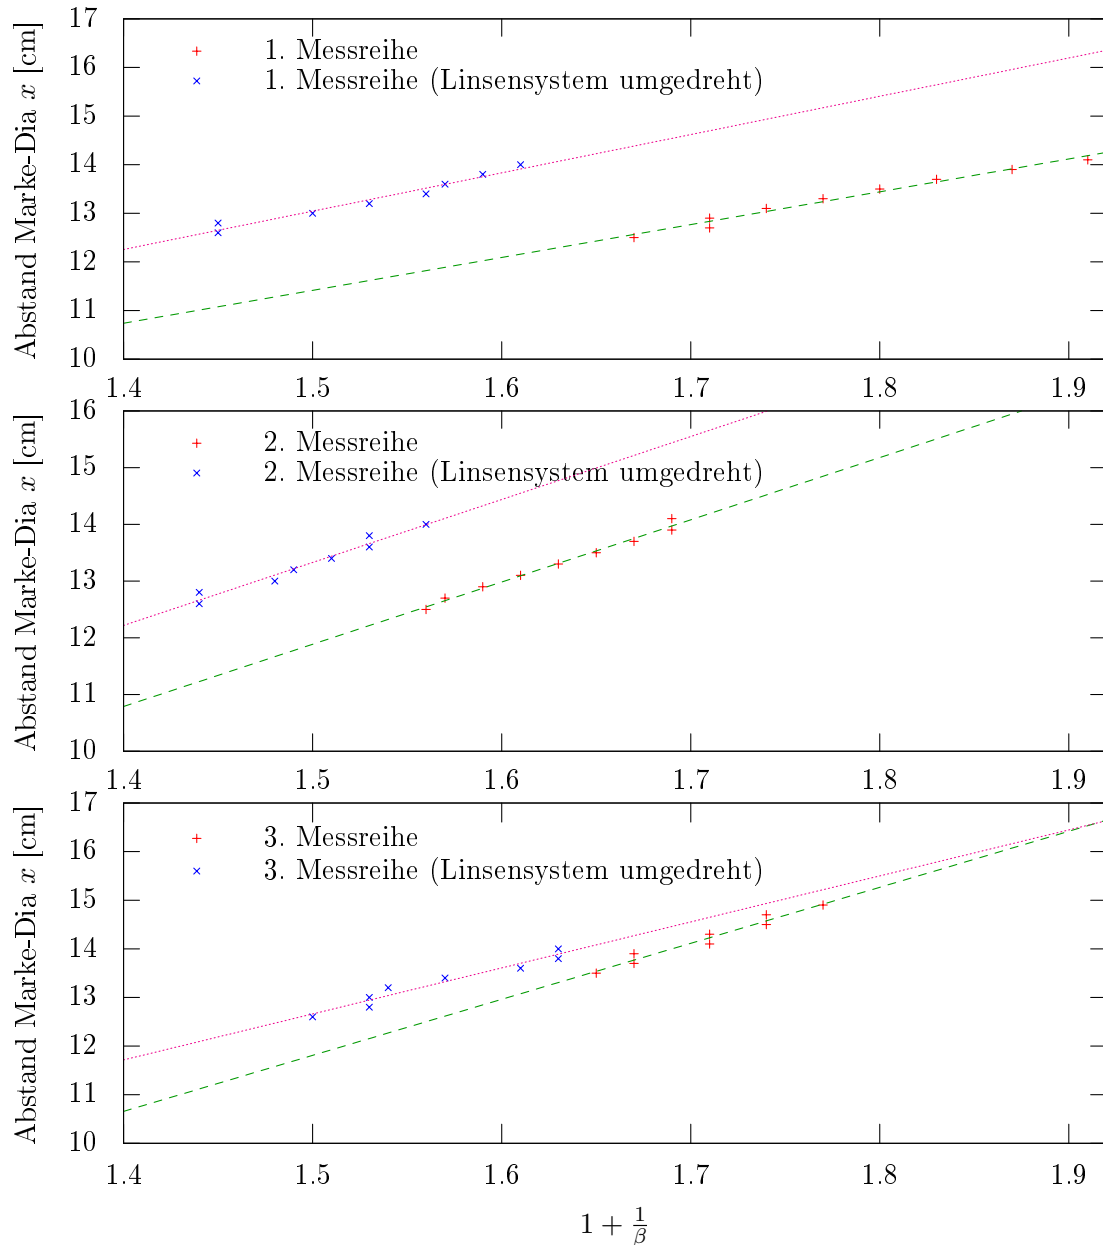 17
1. Messreihe
1. Messreihe (Linsensystem umgedreht)
16
15
14
13
12
11
10
Abstand Marke-Dia x [cm]
1.4 1.5 1.6 1.7 1.8 1.9
16
2. Messreihe
2. Messreihe (Linsensystem umgedreht)
15
14
13
12
11
10
Abstand Marke-Dia x [cm]
1.4 1.5 1.6 1.7 1.8 1.9
17
3. Messreihe
3. Messreihe (Linsensystem umgedreht)
16
15
14
13
12
11
10
Abstand Marke-Dia x [cm]
1.4 1.5 1.6 1.7 1.8 1.9
1 + 1/β